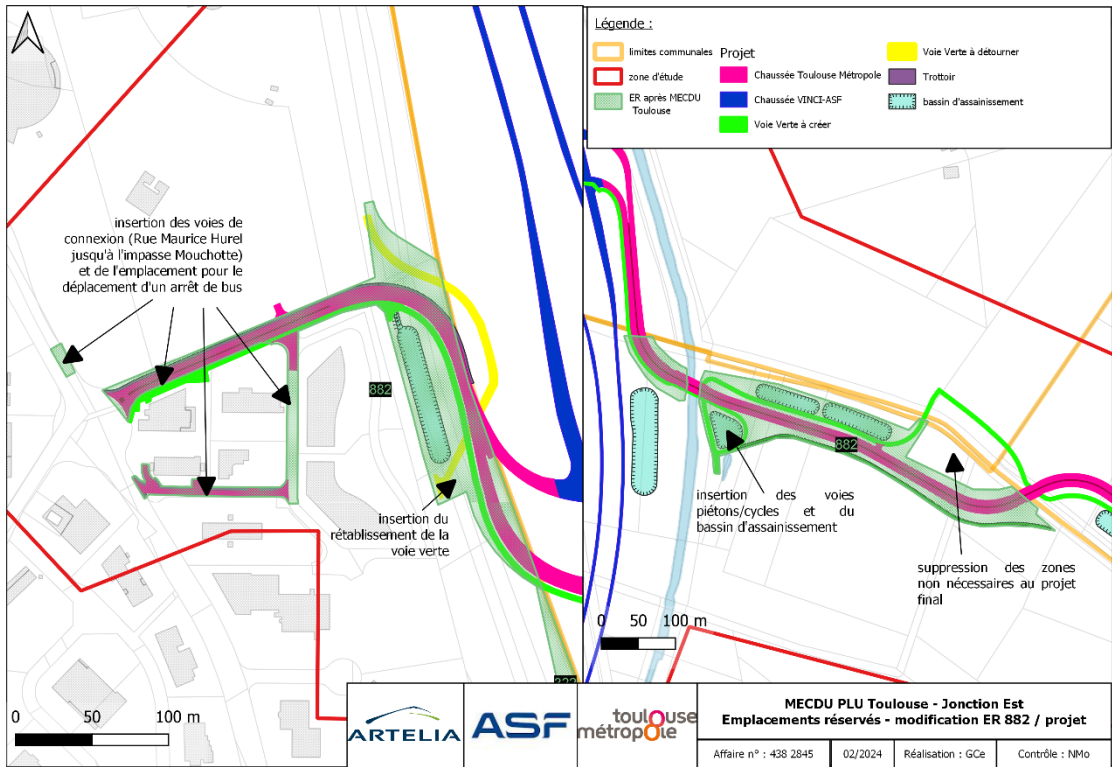 Légende :
limites communales
zone d'étude
ER après MECDU
Toulouse
Projet
Chaussée Toulouse Métropole
Chaussée VINCI-ASF
Voie Verte à créer
Voie Verte à détourner
Trottoir
bassin d'assainissement
insertion des voies de
connexion (Rue Maurice Hurel
jusqu'à l'impasse Mouchotte)
et de l'emplacement pour le
déplacement d'un arrêt de bus
882
insertion du
rétablissement de la
voie verte
0 50 100 m
882
insertion des voies
piétons/cycles et du
bassin d'assainissement
suppression des zones
non nécessaires au projet
final
0 50 100 m
ARTELIA
ASF
toulouse
métropole
MECDU PLU Toulouse - Jonction Est
Emplacements réservés - modification ER 882 / projet
Affaire n° : 438 2845
02/2024
Réalisation : GCe
Contrôle : NMo